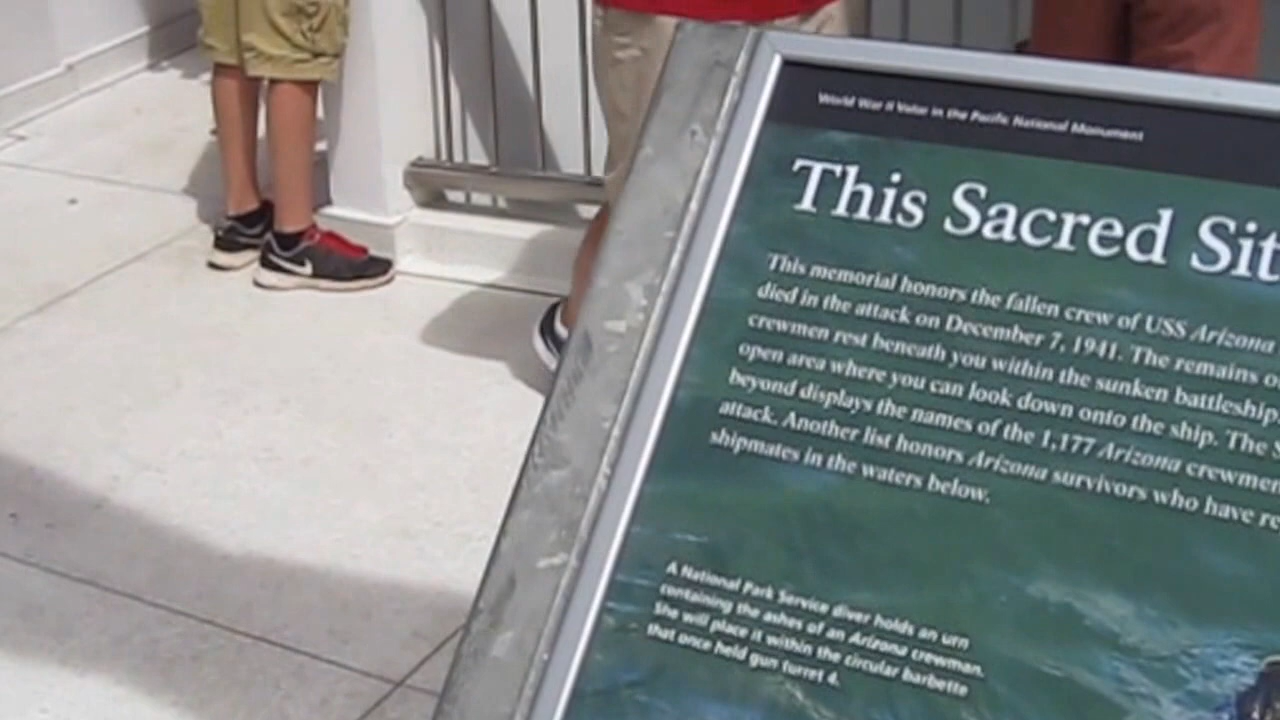 World War II Valor in the Pacific National Monument
This Sacred Sit
This memorial honors the fallen crew of USS Arizona
died in the attack on December 7, 1941. The remains o
crewmen rest beneath you within the sunken battleship.
open area where you can look down onto the ship. The S
beyond displays the names of the 1,177 Arizona crewmen
attack. Another list honors Arizona survivors who have re
shipmates in the waters below.
A National Park Service diver holds an urn
containing the ashes of an Arizona crewman.
She will place it within the circular barbette
that once held gun turret 4.